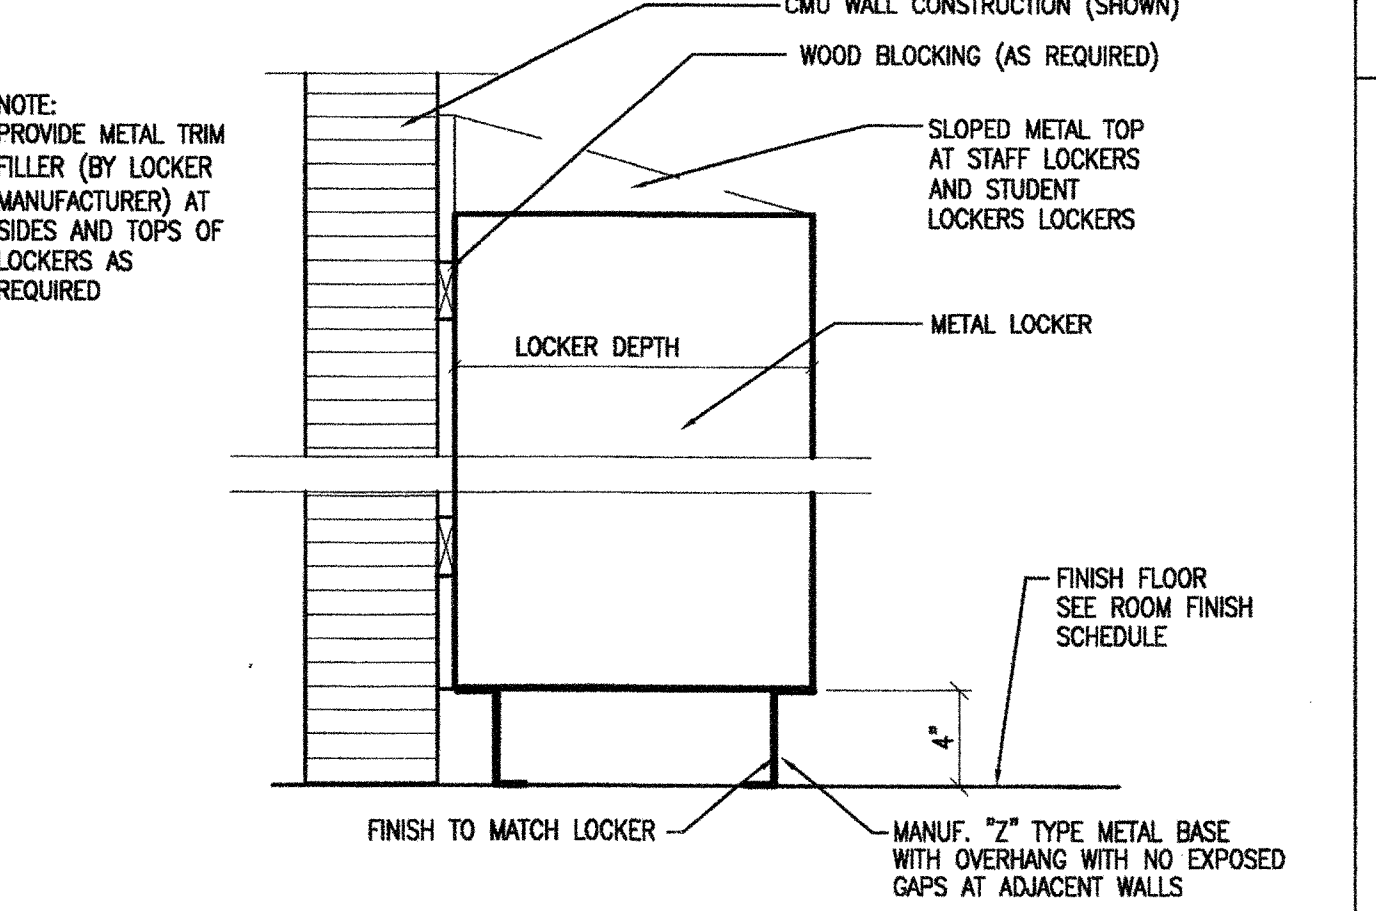 CMU WALL CONSTRUCTION (SHOWN)
WOOD BLOCKING (AS REQUIRED)
NOTE:
PROVIDE METAL TRIM
FILLER (BY LOCKER
MANUFACTURER) AT
SIDES AND TOPS OF
LOCKERS AS
REQUIRED
SLOPED METAL TOP
AT STAFF LOCKERS
AND STUDENT
LOCKERS LOCKERS
METAL LOCKER
LOCKER DEPTH
FINISH FLOOR
SEE ROOM FINISH
SCHEDULE
4"
FINISH TO MATCH LOCKER
MANUF. "Z" TYPE METAL BASE
WITH OVERHANG WITH NO EXPOSED
GAPS AT ADJACENT WALLS